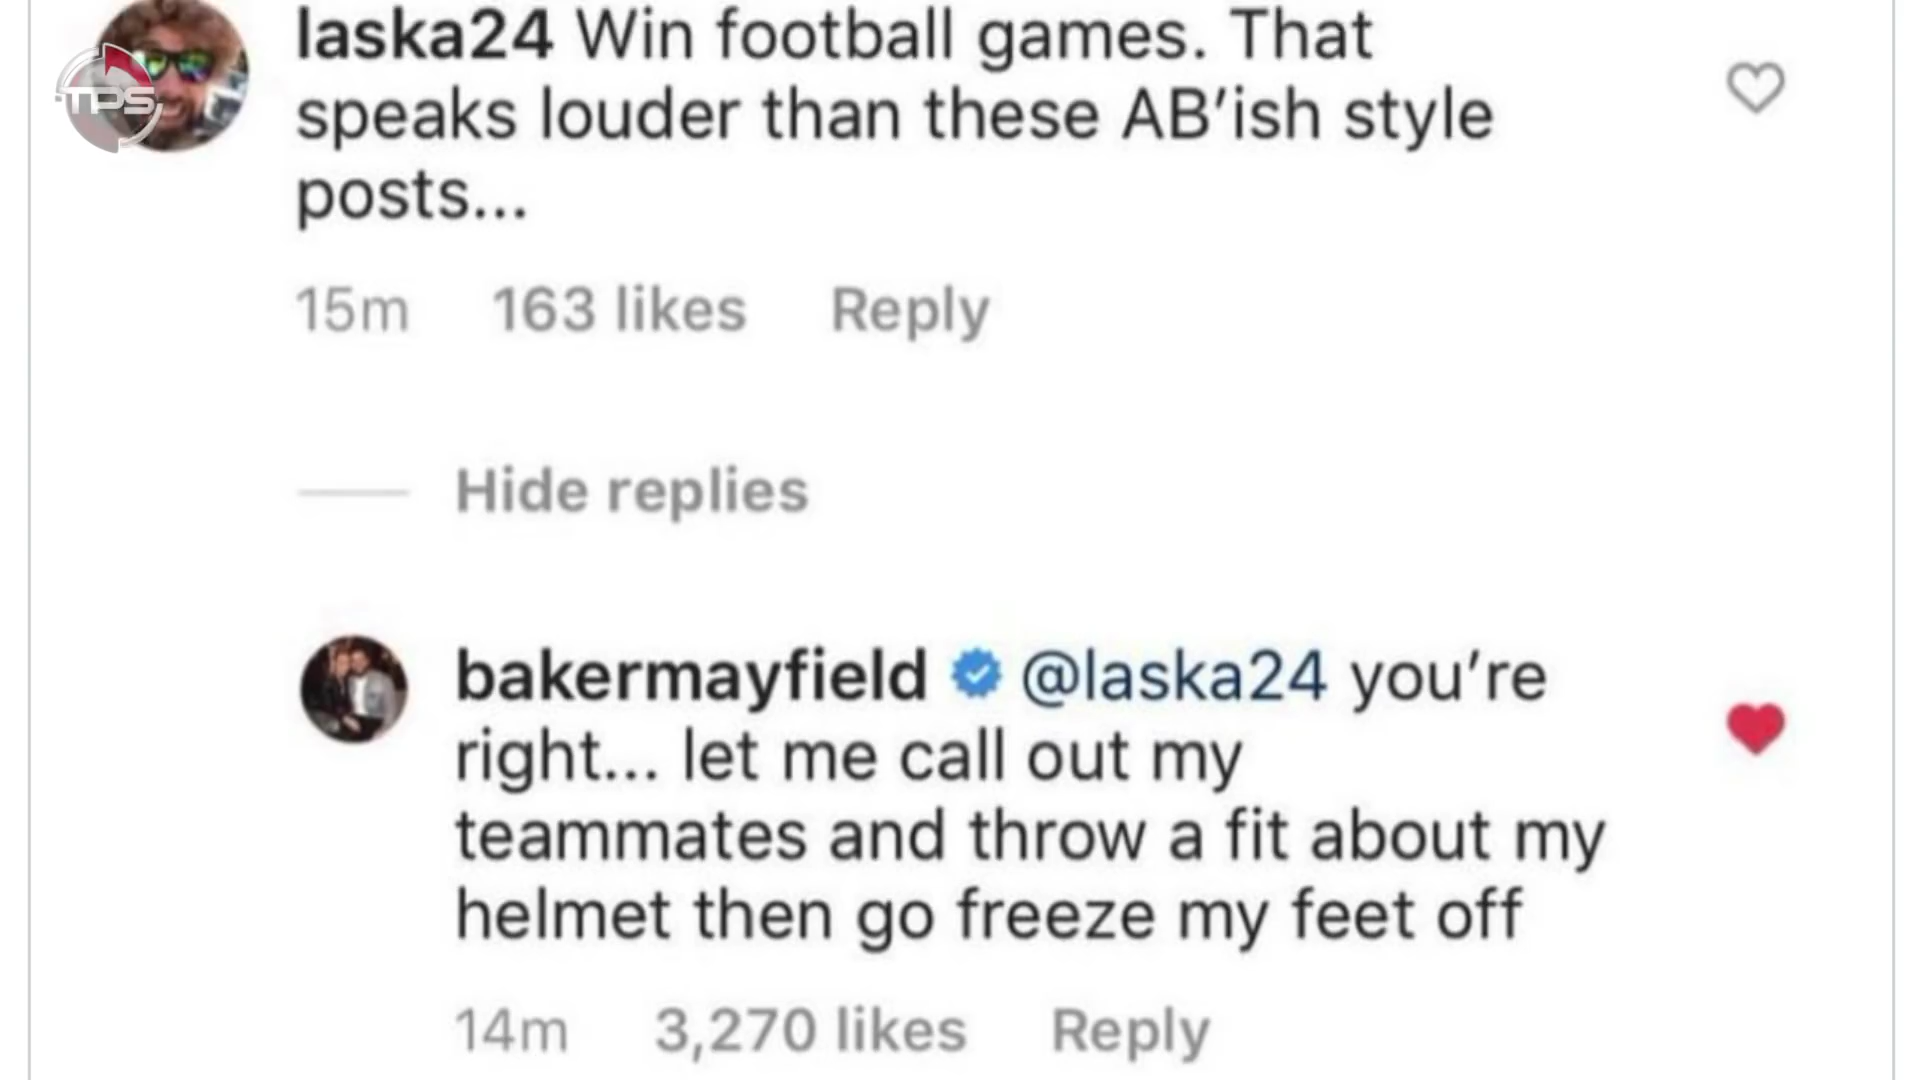 laska24 Win football games. That
TPS
speaks louder than these AB'ish style
posts...
15m 163 likes Reply
Hide replies
bakermayfield @laska24 you're
right... let me call out my
teammates and throw a fit about my
helmet then go freeze my feet off
14m 3,270 likes Reply